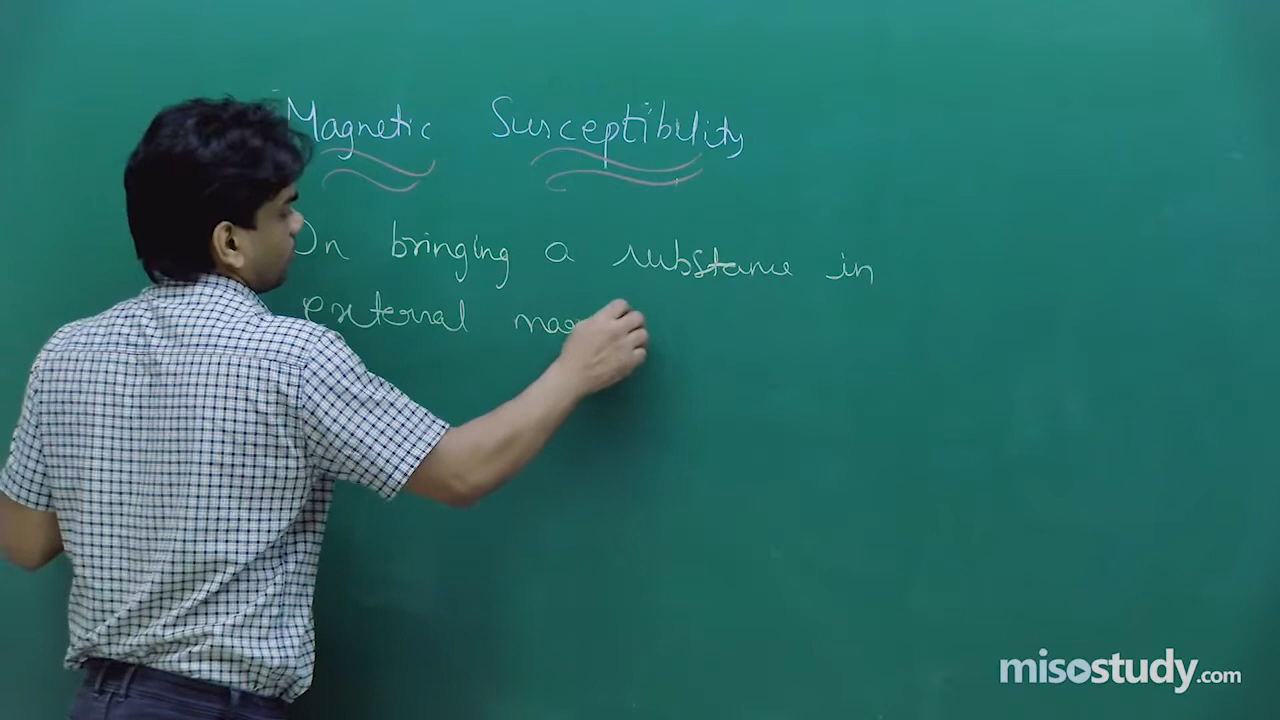 Magnetic Susceptibility
On bringing a substance in
external mag
misostudy.com